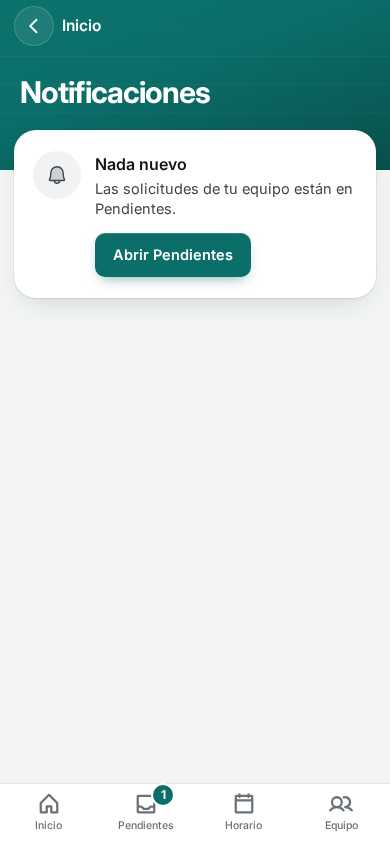 Inicio
Notificaciones
Nada nuevo
Las solicitudes de tu equipo están en
Pendientes.
Abrir Pendientes
1
Inicio
Pendientes
Horario
Equipo